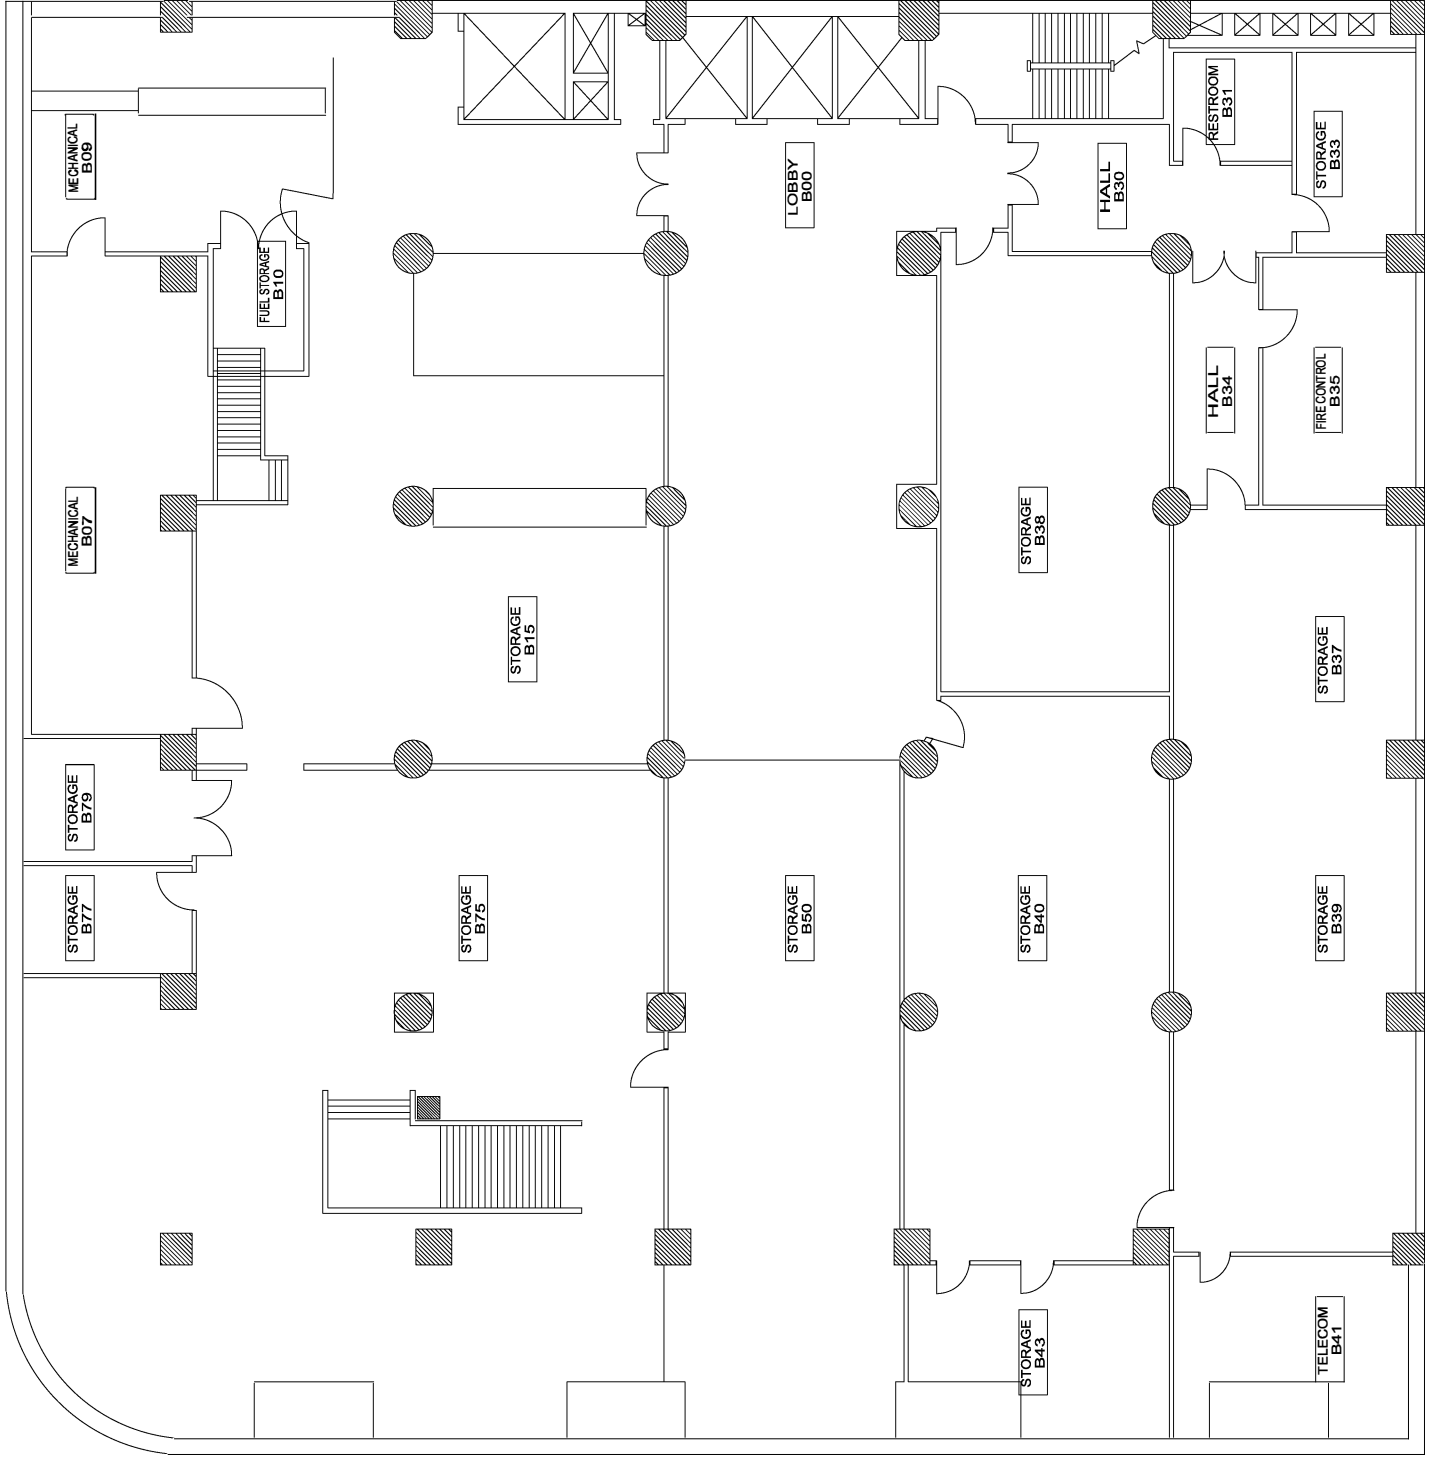 MECHANICAL
B09
FUEL STORAGE
B10
LOBBY
B00
HALL
B30
RESTROOM
B31
STORAGE
B33
MECHANICAL
B07
STORAGE
B15
STORAGE
B38
HALL
B34
FIRE CONTROL
B35
STORAGE
B37
STORAGE
B79
STORAGE
B77
STORAGE
B75
STORAGE
B50
STORAGE
B40
STORAGE
B39
STORAGE
B43
TELECOM
B41